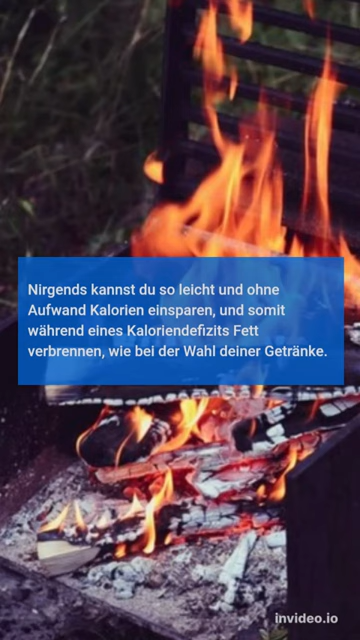 Nirgends kannst du so leicht und ohne
Aufwand Kalorien einsparen, und somit
während eines Kaloriendefizits Fett
verbrennen, wie bei der Wahl deiner Getränke.
invideo.io